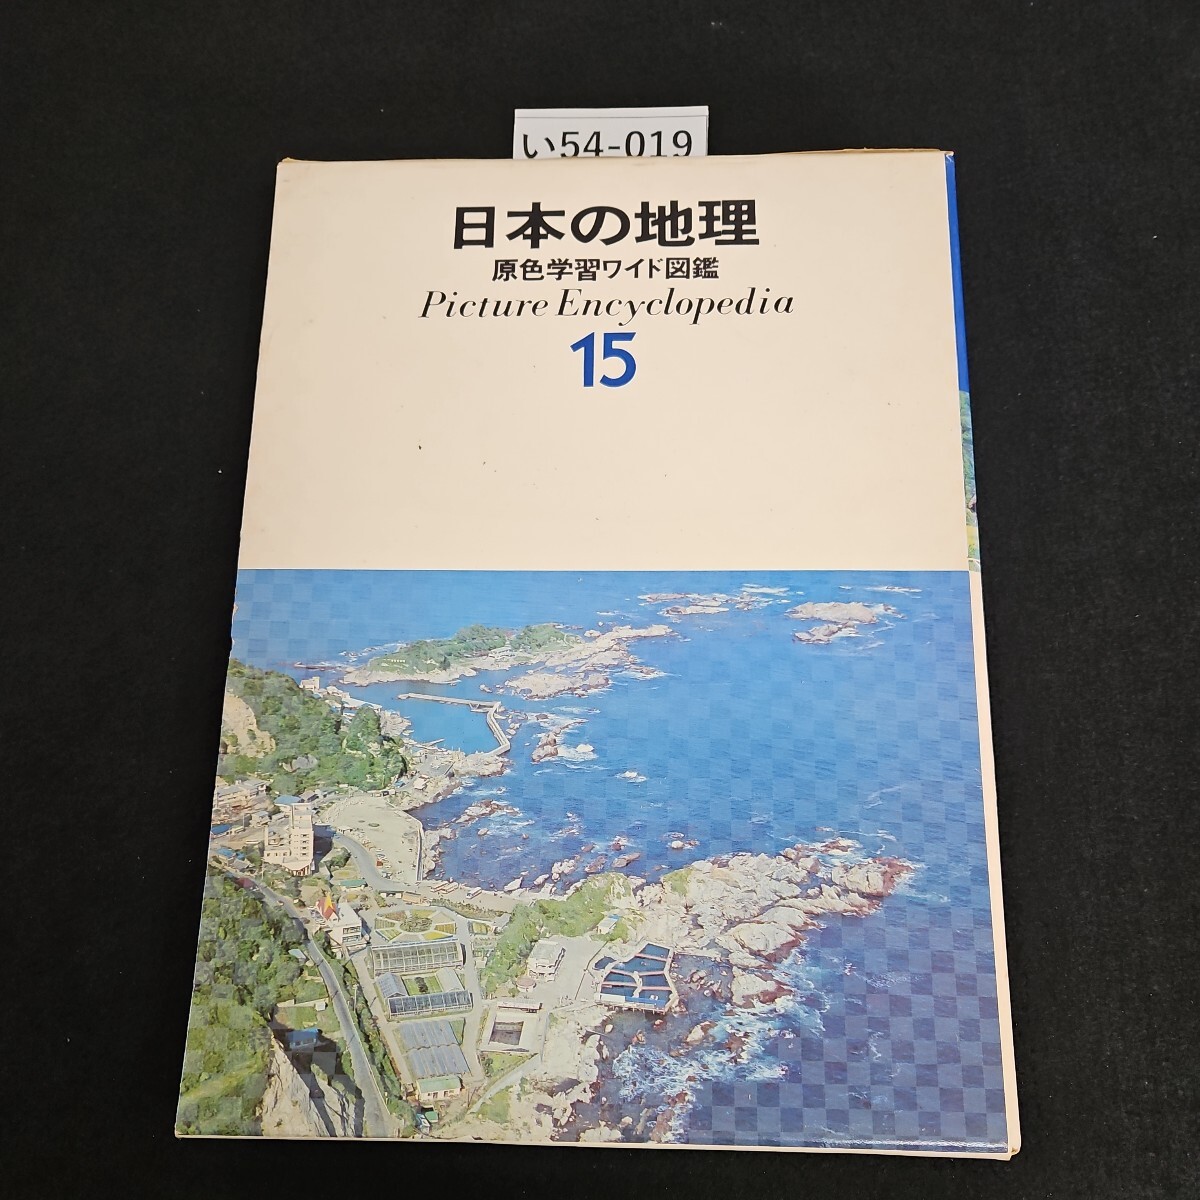 い54-019
日本の地理
原色学習ワイド図鑑
Picture Encyclopedia
15